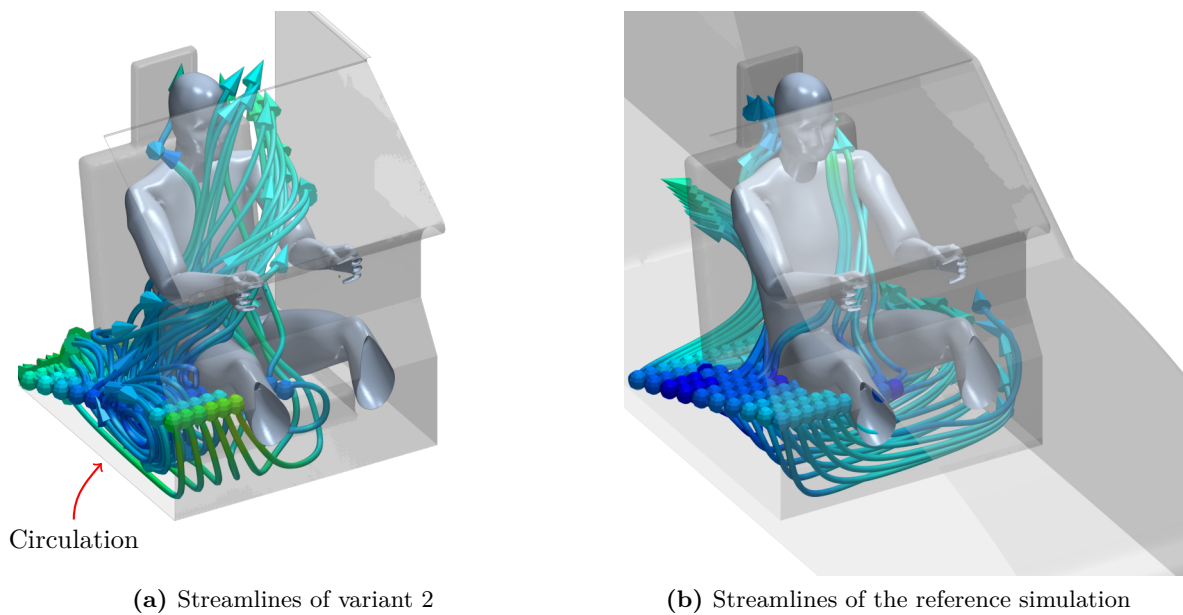 Circulation
(a) Streamlines of variant 2
(b) Streamlines of the reference simulation